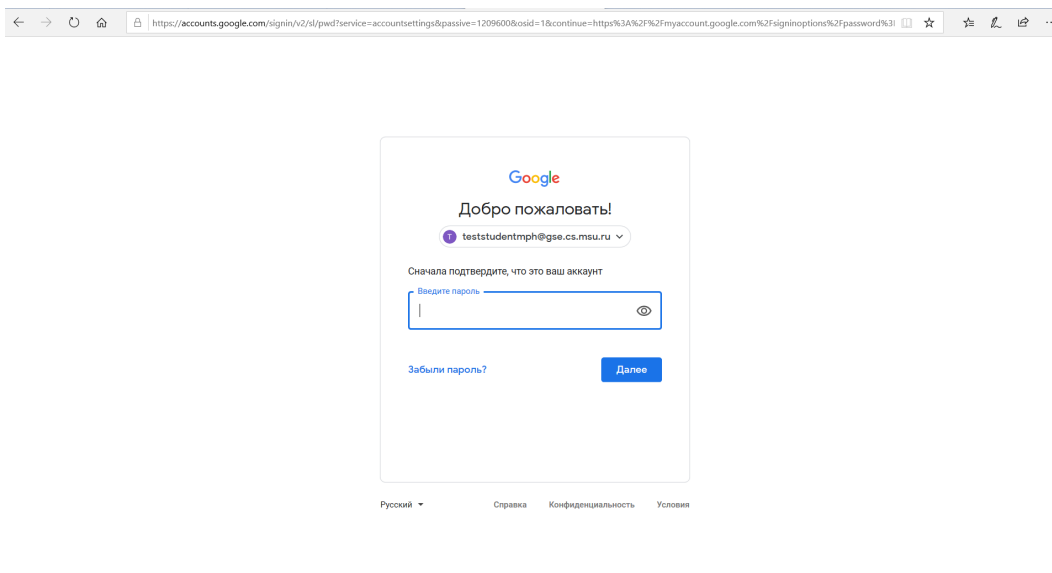 https://accounts.google.com/signin/v2/sl/pwd?service=accountsettings&passive=1209600&osid=1&continue=https%3A%2F%2Fmyaccount.google.com%2Fsigninoptions%2Fpassword%3
Google
Добро пожаловать!
T teststudentmph@gse.cs.msu.ru
Сначала подтвердите, что это ваш аккаунт
Введите пароль
Забыли пароль? Далее
Русский Справка Конфиденциальность Условия